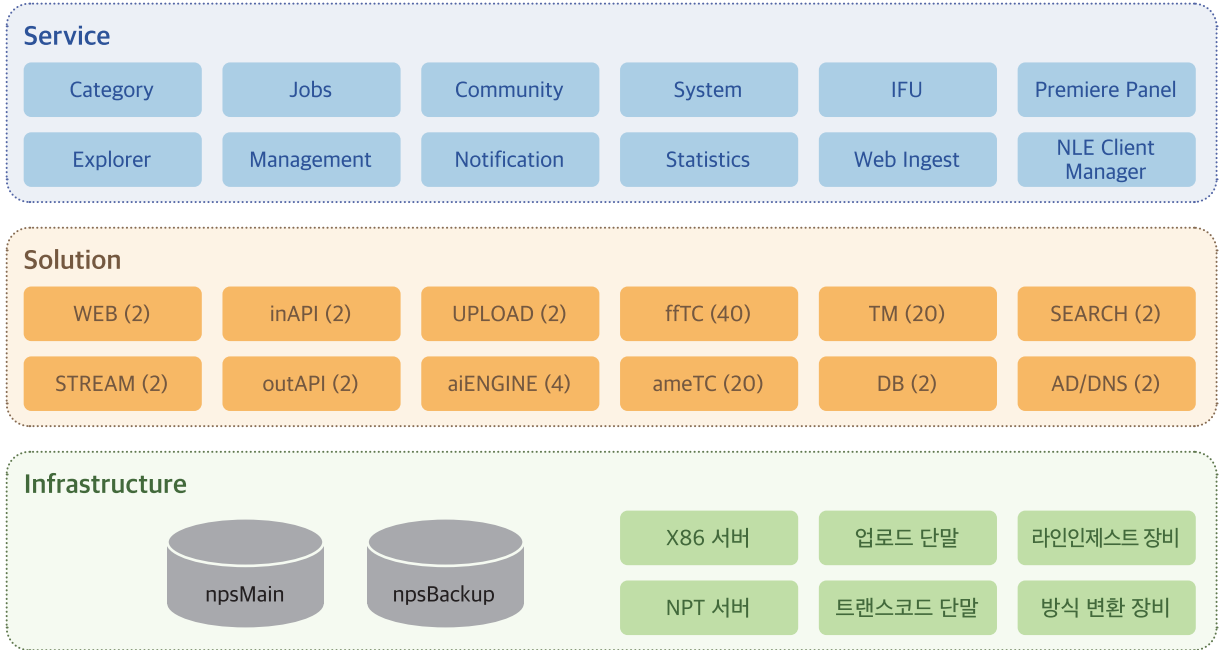 Service
Category
Jobs
Community
System
IFU
Premiere Panel
Explorer
Management
Notification
Statistics
Web Ingest
NLE Client
Manager
Solution
WEB (2)
inAPI (2)
UPLOAD (2)
ffTC (40)
TM (20)
SEARCH (2)
STREAM (2)
outAPI (2)
aiENGINE (4)
ameTC (20)
DB (2)
AD/DNS (2)
Infrastructure
npsMain
npsBackup
X86 서버
업로드 단말
라인인제스트 장비
NPT 서버
트랜스코드 단말
방식 변환 장비